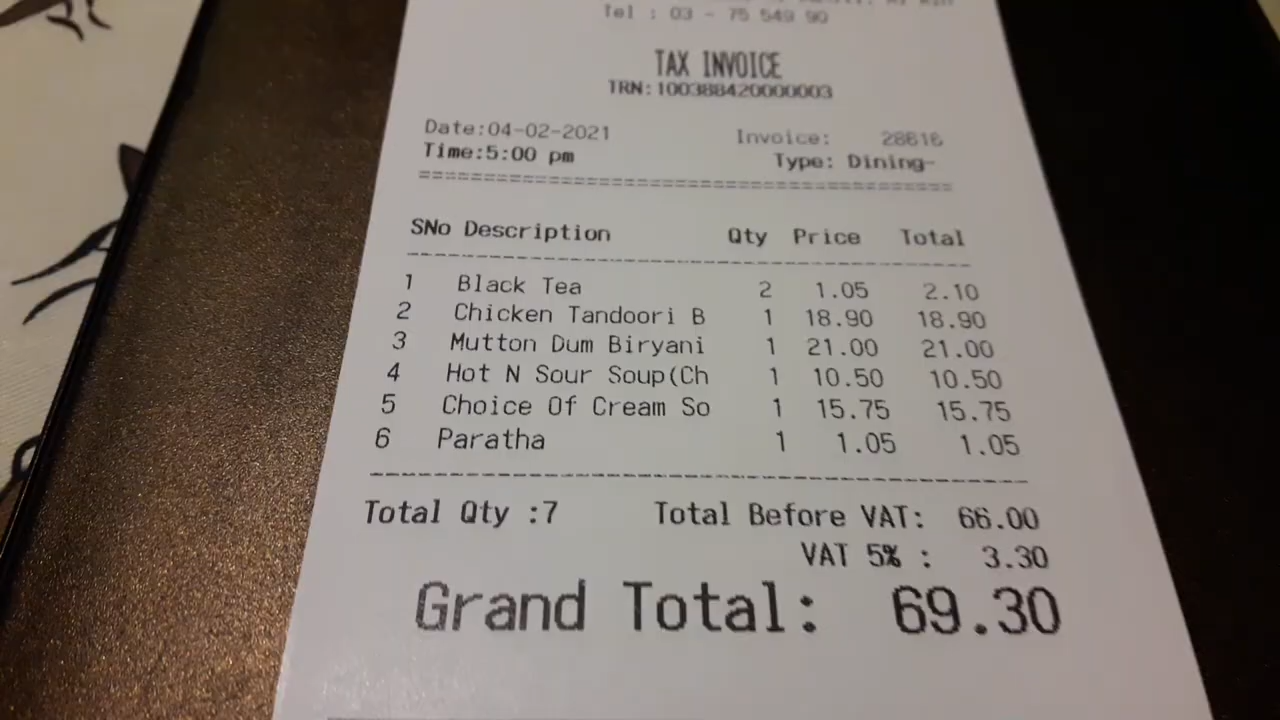 Tel : 03 - 75 549 90
TAX INVOICE
TRN:100388420000003
Date:04-02-2021 Invoice: 28616
Time:5:00 pm Type: Dining-
SNo Description Qty Price Total
1 Black Tea 2 1.05 2.10
2 Chicken Tandoori B 1 18.90 18.90
3 Mutton Dum Biryani 1 21.00 21.00
4 Hot N Sour Soup(Ch 1 10.50 10.50
5 Choice Of Cream So 1 15.75 15.75
6 Paratha 1 1.05 1.05
Total Qty :7 Total Before VAT: 66.00
VAT 5% : 3.30
Grand Total: 69.30